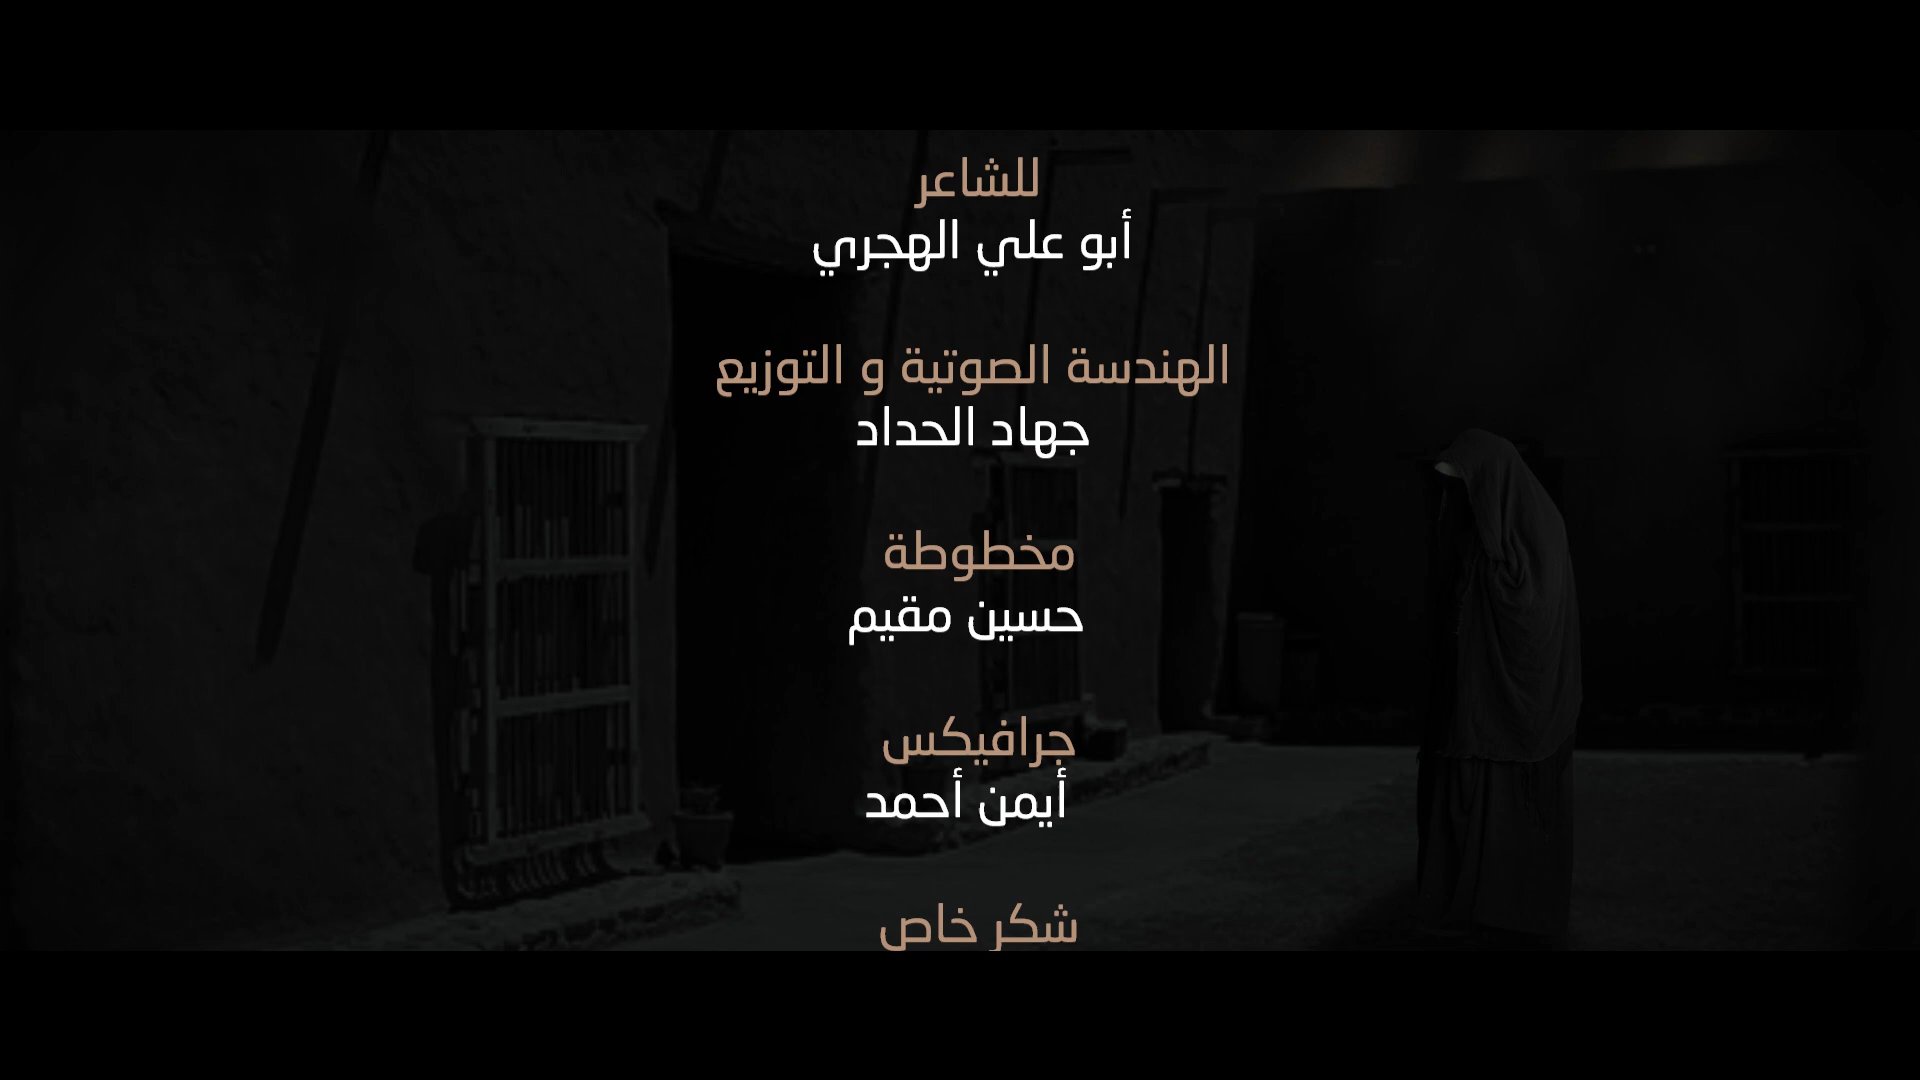 للشاعر
أبو علي الهجري
الهندسة الصوتية و التوزيع
جهاد الحداد
مخطوطة
حسين مقيم
جرافيكس
أيمن أحمد
شكر خاص